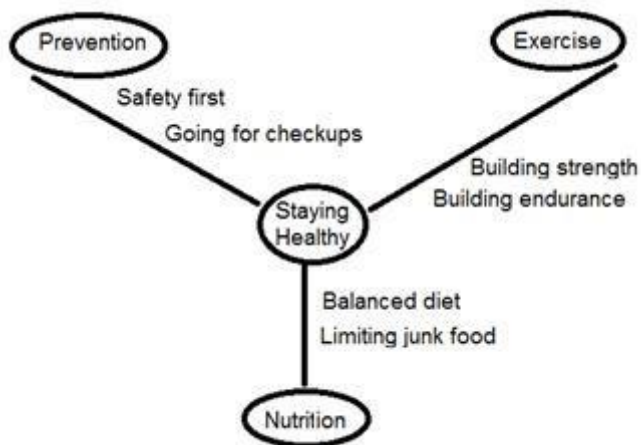 Prevention
Exercise
Safety first
Going for checkups
Building strength
Building endurance
Staying
Healthy
Balanced diet
Limiting junk food
Nutrition